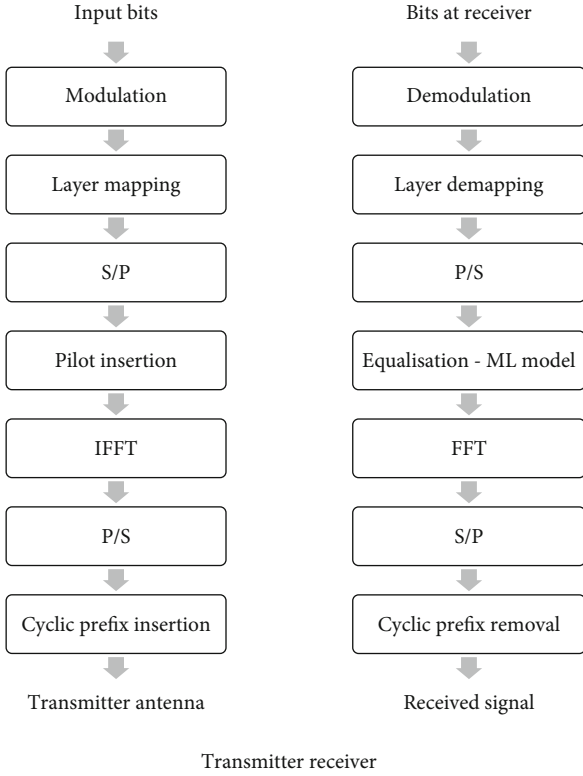 Input bits
Modulation
Layer mapping
S/P
Pilot insertion
IFFT
P/S
Cyclic prefix insertion
Transmitter antenna
Bits at receiver
Demodulation
Layer demapping
P/S
Equalisation - ML model
FFT
S/P
Cyclic prefix removal
Received signal
Transmitter receiver